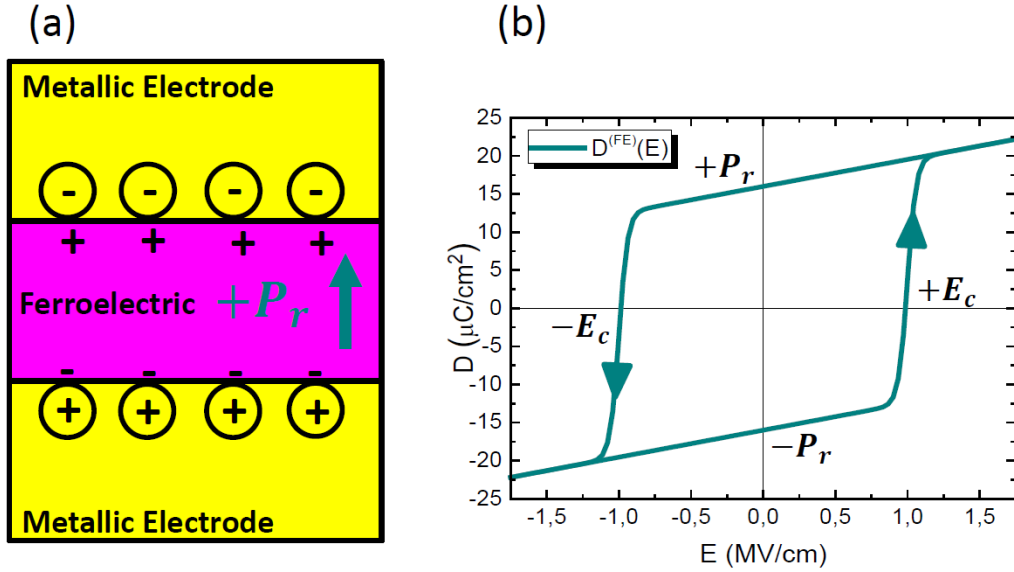 (a)
Metallic Electrode
- - - -
+ + + +
Ferroelectric +Pᵣ
- - - -
+ + + +
Metallic Electrode
(b)
D^(FE)(E)
+Pᵣ
+E_c
-E_c
-Pᵣ
D (μC/cm²)
25
20
15
10
5
0
-5
-10
-15
-20
-25
-1,5 -1,0 -0,5 0,0 0,5 1,0 1,5
E (MV/cm)